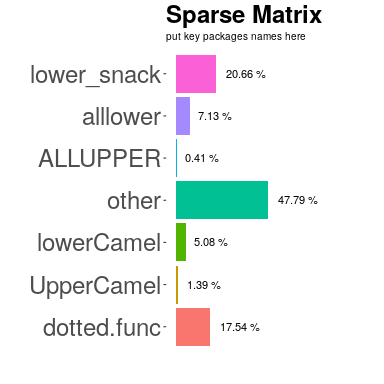 Sparse Matrix
put key packages names here
lower_snack 20.66 %
alllower 7.13 %
ALLUPPER 0.41 %
other 47.79 %
lowerCamel 5.08 %
UpperCamel 1.39 %
dotted.func 17.54 %